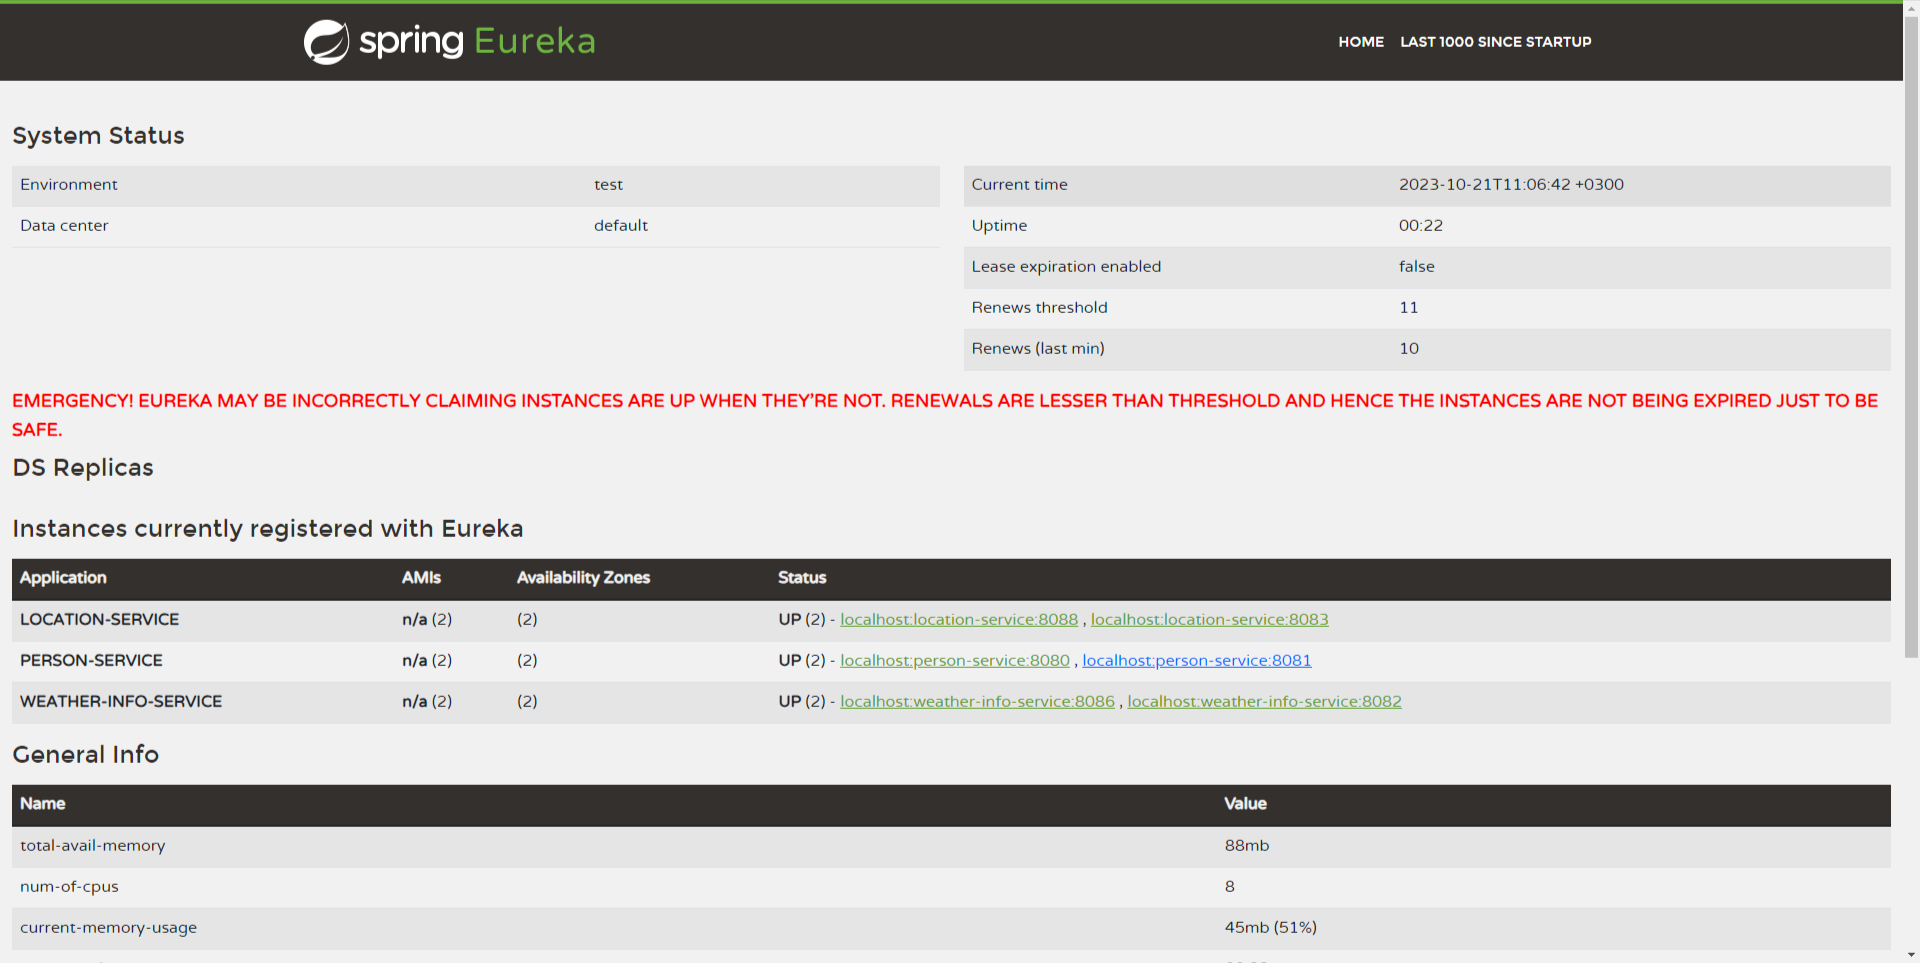 spring Eureka
HOME LAST 1000 SINCE STARTUP
System Status
Environment test
Data center default
Current time 2023-10-21T11:06:42 +0300
Uptime 00:22
Lease expiration enabled false
Renews threshold 11
Renews (last min) 10
EMERGENCY! EUREKA MAY BE INCORRECTLY CLAIMING INSTANCES ARE UP WHEN THEY'RE NOT. RENEWALS ARE LESSER THAN THRESHOLD AND HENCE THE INSTANCES ARE NOT BEING EXPIRED JUST TO BE
SAFE.
DS Replicas
Instances currently registered with Eureka
Application AMIs Availability Zones Status
LOCATION-SERVICE n/a (2) (2) UP (2) - localhost:location-service:8088 , localhost:location-service:8083
PERSON-SERVICE n/a (2) (2) UP (2) - localhost:person-service:8080 , localhost:person-service:8081
WEATHER-INFO-SERVICE n/a (2) (2) UP (2) - localhost:weather-info-service:8086 , localhost:weather-info-service:8082
General Info
Name Value
total-avail-memory 88mb
num-of-cpus 8
current-memory-usage 45mb (51%)